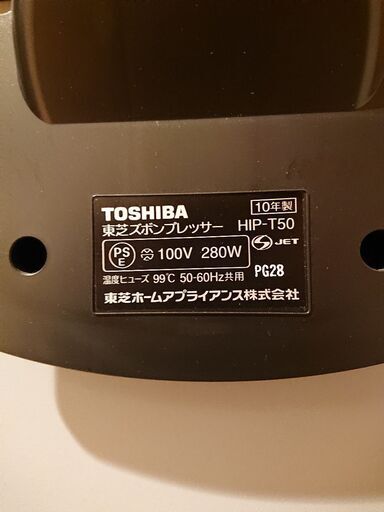 TOSHIBA 10年製
東芝ズボンプレッサー HIP-T50
PS E 100V 280W JET
温度ヒューズ 99℃ 50-60Hz共用 PG28
東芝ホームアプライアンス株式会社